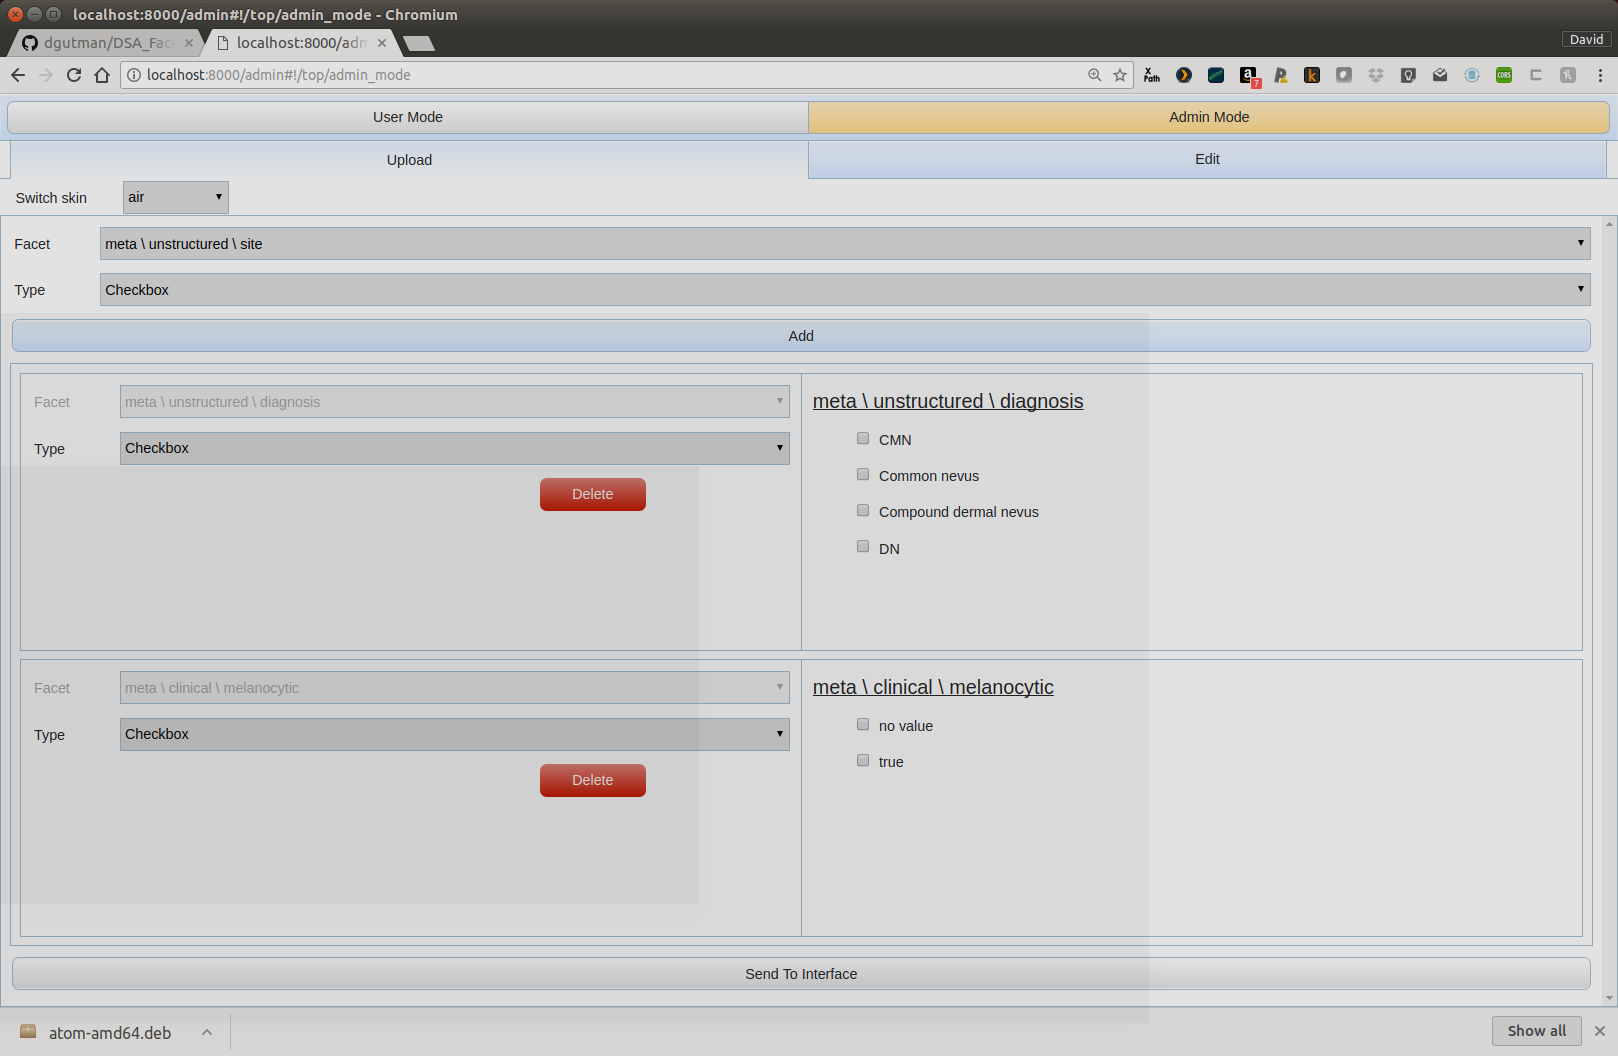 localhost:8000/admin#!/top/admin_mode - Chromium
dgutman/DSA_Fac
localhost:8000/adm
David
localhost:8000/admin#!/top/admin_mode
X
Path
a
7
k
CORS
User Mode
Admin Mode
Upload
Edit
Switch skin
air
Facet
meta \ unstructured \ site
Type
Checkbox
Add
Facet
meta \ unstructured \ diagnosis
Type
Checkbox
Delete
meta \ unstructured \ diagnosis
CMN
Common nevus
Compound dermal nevus
DN
Facet
meta \ clinical \ melanocytic
Type
Checkbox
Delete
meta \ clinical \ melanocytic
no value
true
Send To Interface
atom-amd64.deb
Show all